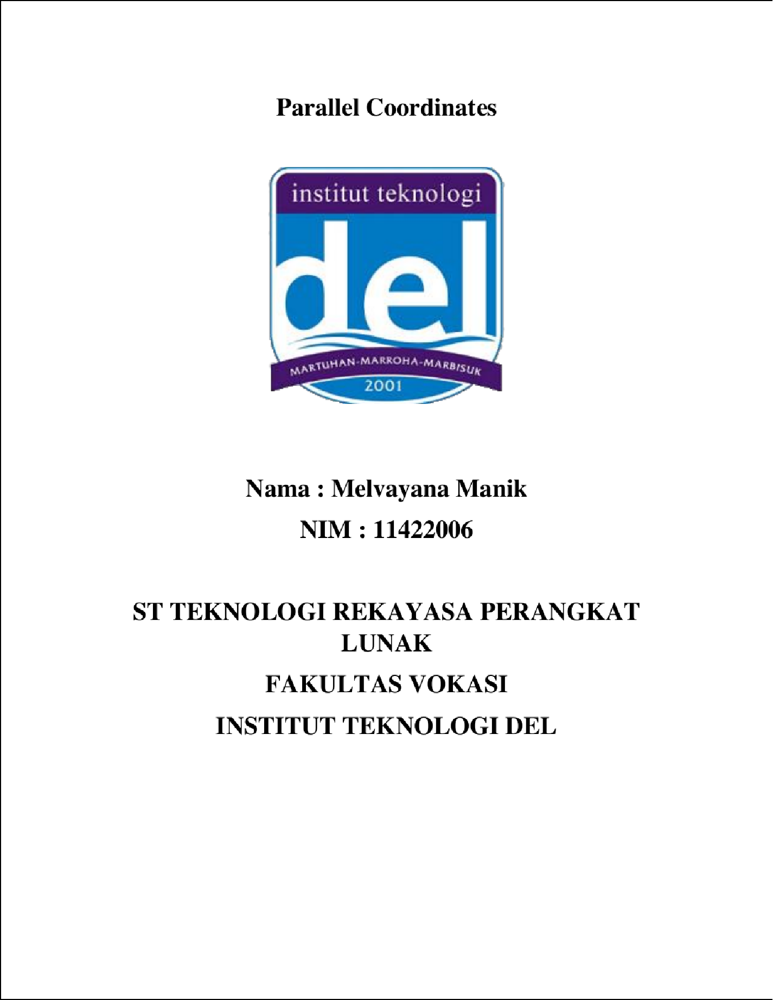 Parallel Coordinates
institut teknologi
del
MARTUHAN-MARROHA-MARBISUK
2001
Nama : Melvayana Manik
NIM : 11422006
ST TEKNOLOGI REKAYASA PERANGKAT
LUNAK
FAKULTAS VOKASI
INSTITUT TEKNOLOGI DEL